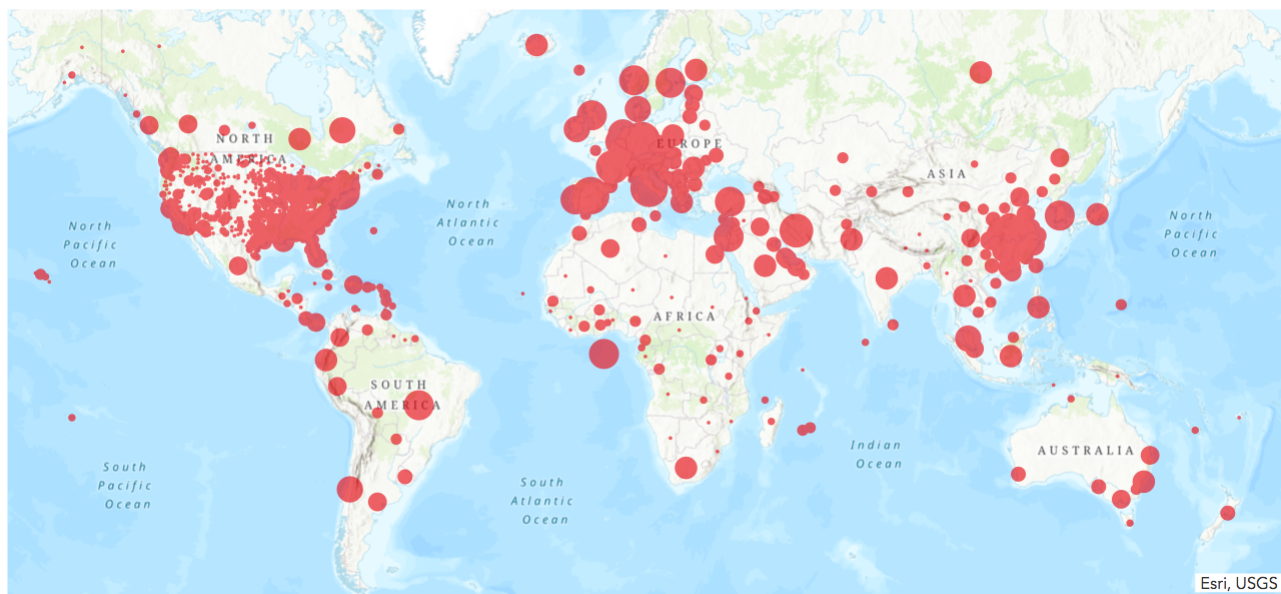 NORTH
AMERICA
EUROPE
ASIA
North
Pacific
Ocean
North
Atlantic
Ocean
North
Pacific
Ocean
AFRICA
SOUTH
AMERICA
AUSTRALIA
Indian
Ocean
South
Pacific
Ocean
South
Atlantic
Ocean
Esri, USGS